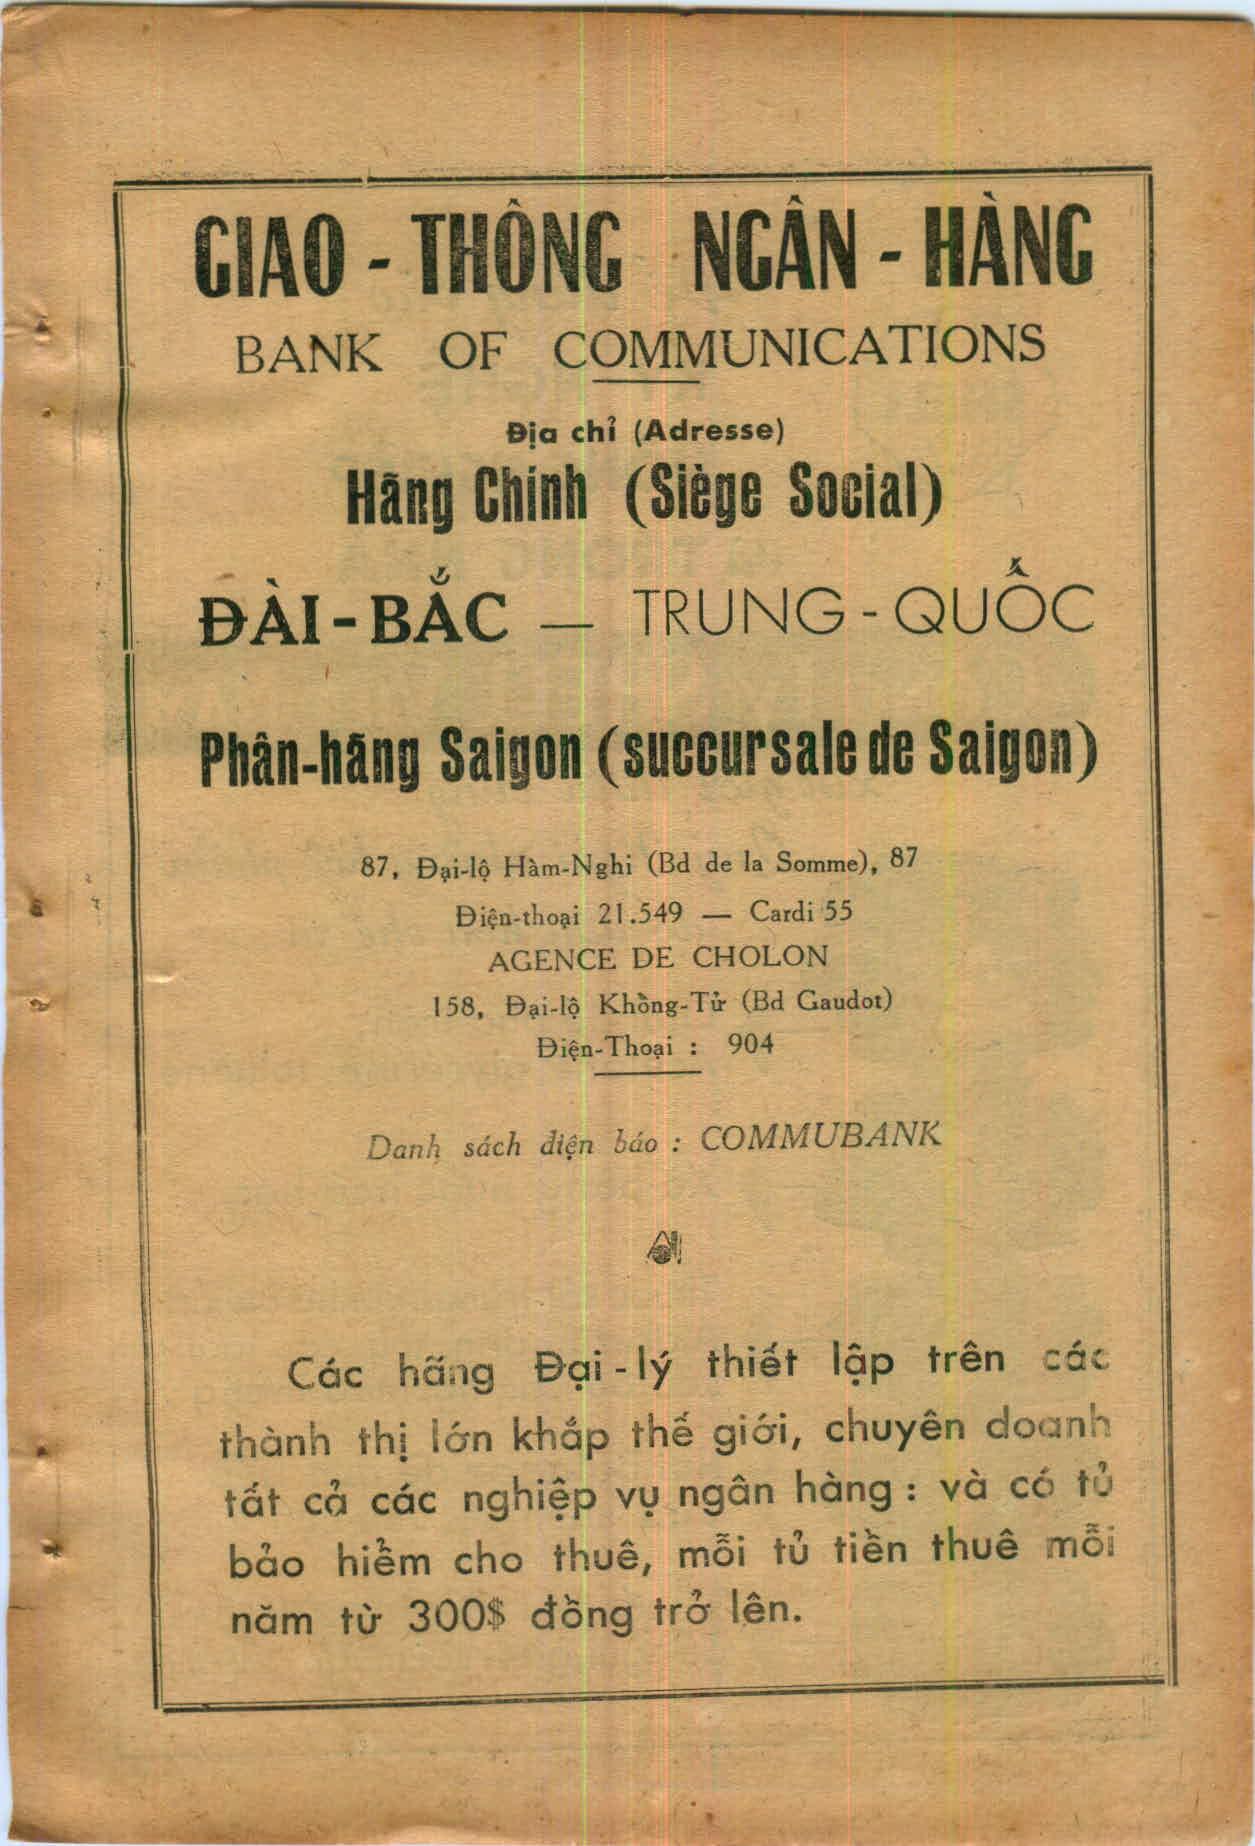 GIAO - THÔNG NGÂN - HÀNG
BANK OF COMMUNICATIONS
Địa chỉ (Adresse)
Hãng Chính (Siège Social)
ĐÀI-BẮC — TRUNG-QUỐC
Phân-hãng Saigon (succursale de Saigon)
87, Đại-lộ Hàm-Nghi (Bd de la Somme), 87
Điện-thoại 21.549 — Cardi 55
AGENCE DE CHOLON
158, Đại-lộ Khổng-Tử (Bd Gaudot)
Điện-Thoại : 904
Danh sách điện báo : COMMUBANK
Các hãng Đại-lý thiết lập trên các
thành thị lớn khắp thế giới, chuyên doanh
tất cả các nghiệp vụ ngân hàng : và có tủ
bảo hiểm cho thuê, mỗi tủ tiền thuê mỗi
năm từ 300$ đồng trở lên.